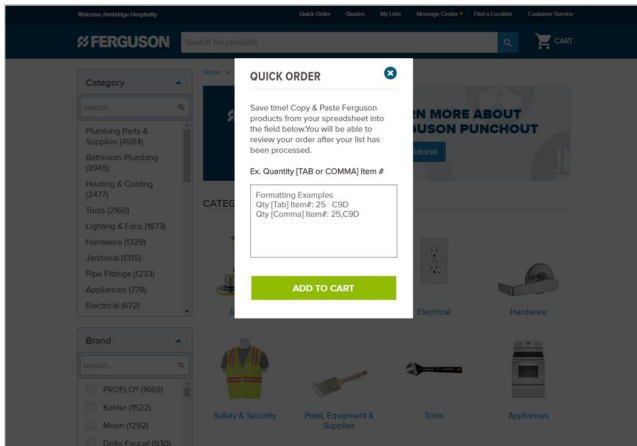 Welcome Aimbridge Hospitality
Quick Order
Quotes
My Lists
Message Center
Find a Location
Customer Service
FERGUSON
Search for products
CART
Category
Search...
Plumbing Parts &
Supplies (4584)
Bathroom Plumbing
(3945)
Heating & Cooling
(2477)
Tools (2160)
Lighting & Fans (1873)
Hardware (1329)
Janitorial (1315)
Pipe Fittings (1233)
Appliances (778)
Electrical (672)
Brand
Search...
PROFLO® (1669)
Kohler (1522)
Moen (1292)
Delta Faucet (930)
Home >
RN MORE ABOUT
USON PUNCHOUT
utorial
CATEG
QUICK ORDER
Save time! Copy & Paste Ferguson
products from your spreadsheet into
the field below.You will be able to
review your order after your list has
been processed.
Ex. Quantity [TAB or COMMA] Item #
Formatting Examples
Qty [Tab] Item#: 25 C9D
Qty [Comma] Item#: 25,C9D
ADD TO CART
Ja
Electrical
Hardware
Safety & Security
Paint, Equipment &
Supplies
Tools
Appliances